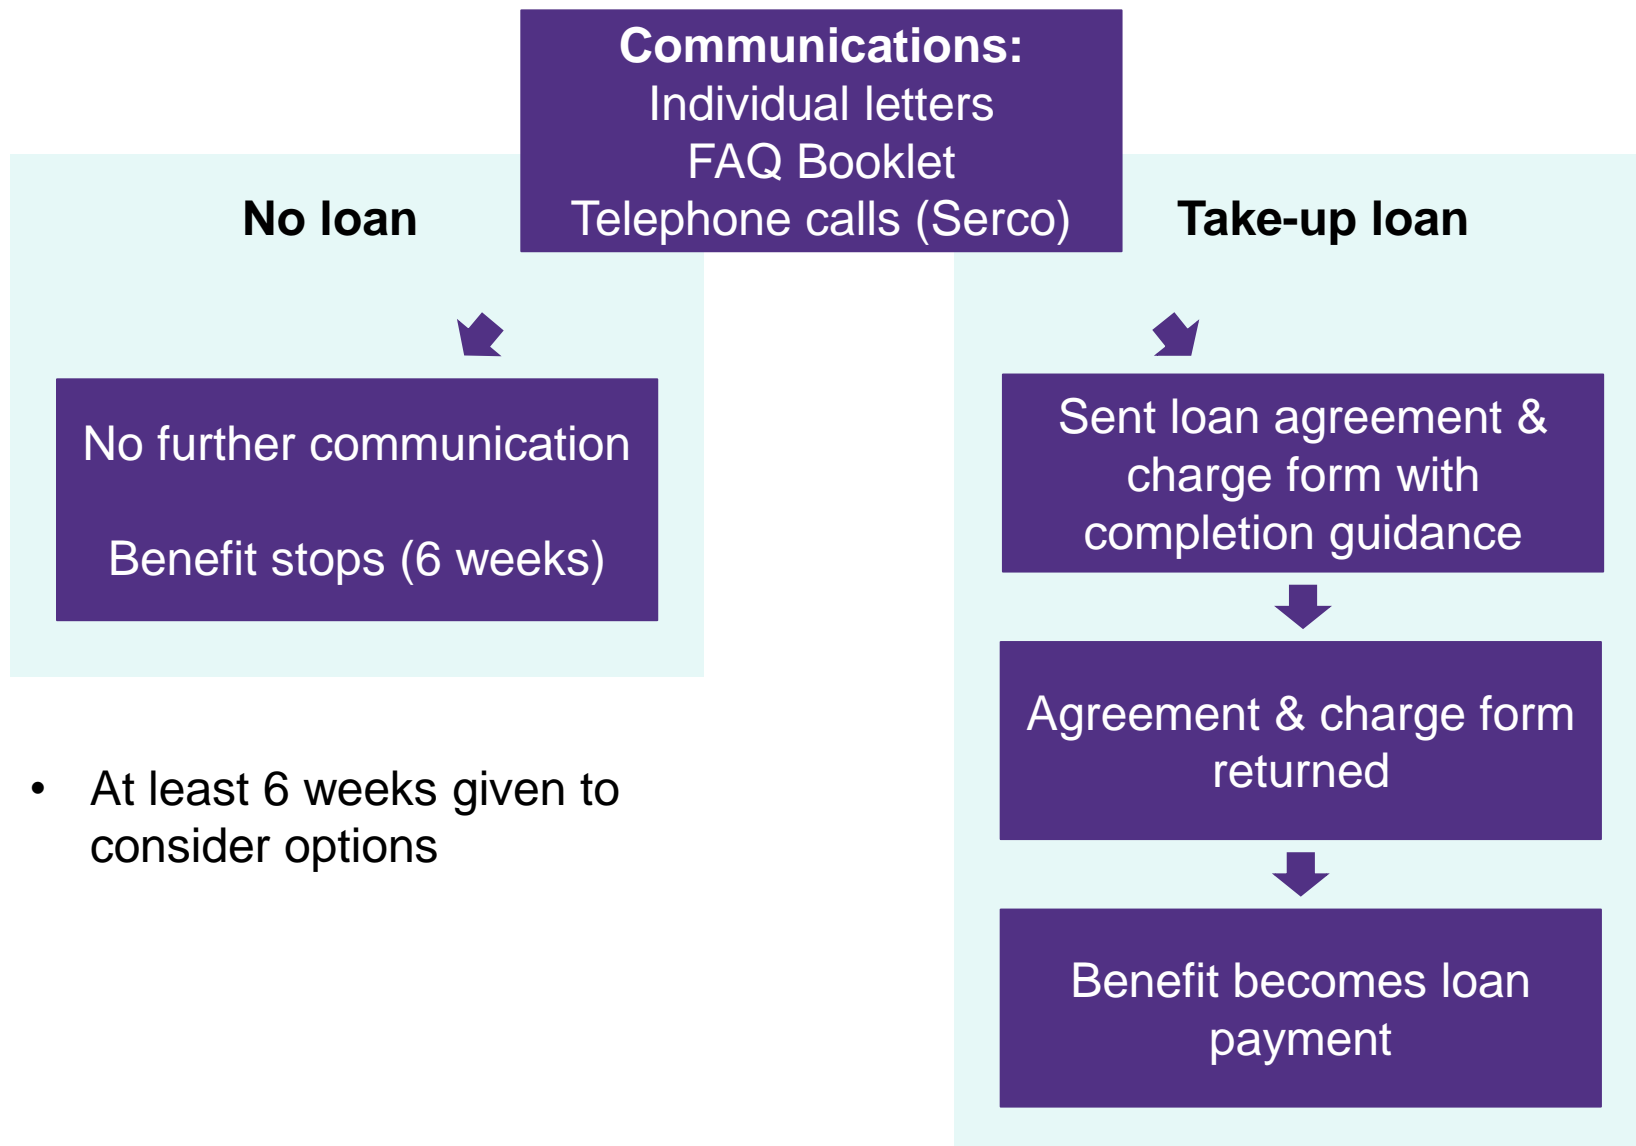 Communications:
Individual letters
FAQ Booklet
Telephone calls (Serco)
No loan
No further communication
Benefit stops (6 weeks)
• At least 6 weeks given to
consider options
Take-up loan
Sent loan agreement &
charge form with
completion guidance
Agreement & charge form
returned
Benefit becomes loan
payment